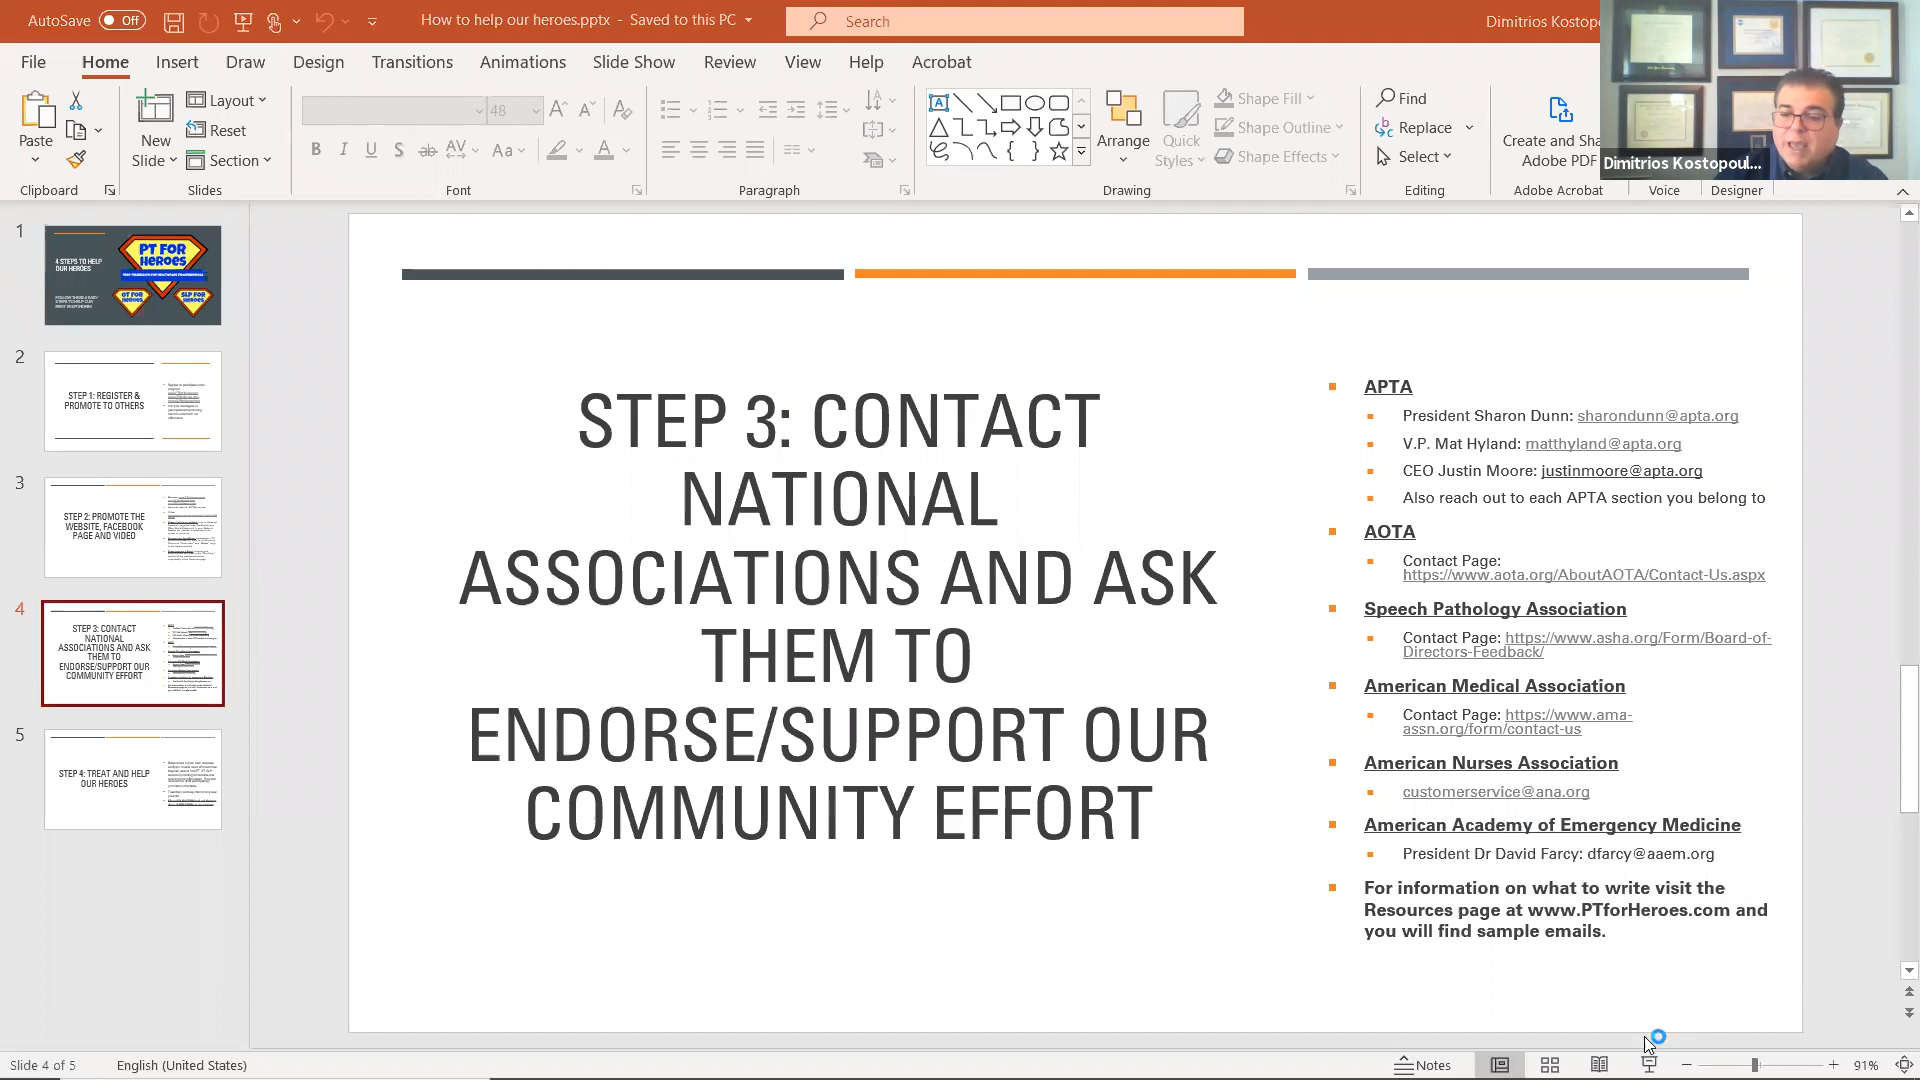 AutoSave Off
How to help our heroes.pptx - Saved to this PC
Search
Dimitrios Kostop
File Home Insert Draw Design Transitions Animations Slide Show Review View Help Acrobat
Paste
New
Slide
Layout
Reset
Section
48
B I U S ab AV Aa A
Arrange
Quick
Styles
Shape Fill
Shape Outline
Shape Effects
Find
Replace
Select
Create and Sha
Adobe PDF
Dimitrios Kostopoul...
Clipboard Slides Font Paragraph Drawing Editing Adobe Acrobat Voice Designer
1
4 STEPS TO HELP
OUR HEROES
PT FOR
HEROES
OT FOR
HEROES
SLP FOR
HEROES
2
STEP 1: REGISTER &
PROMOTE TO OTHERS
3
STEP 2: PROMOTE THE
WEBSITE, FACEBOOK
PAGE AND VIDEO
4
STEP 3: CONTACT
NATIONAL
ASSOCIATIONS AND ASK
THEM TO
ENDORSE/SUPPORT OUR
COMMUNITY EFFORT
5
STEP 4: TREAT AND HELP
OUR HEROES
STEP 3: CONTACT
NATIONAL
ASSOCIATIONS AND ASK
THEM TO
ENDORSE/SUPPORT OUR
COMMUNITY EFFORT
APTA
President Sharon Dunn: sharondunn@apta.org
V.P. Mat Hyland: matthyland@apta.org
CEO Justin Moore: justinmoore@apta.org
Also reach out to each APTA section you belong to
AOTA
Contact Page:
https://www.aota.org/AboutAOTA/Contact-Us.aspx
Speech Pathology Association
Contact Page: https://www.asha.org/Form/Board-of-
Directors-Feedback/
American Medical Association
Contact Page: https://www.ama-
assn.org/form/contact-us
American Nurses Association
customerservice@ana.org
American Academy of Emergency Medicine
President Dr David Farcy: dfarcy@aaem.org
For information on what to write visit the
Resources page at www.PTforHeroes.com and
you will find sample emails.
Slide 4 of 5
English (United States)
Notes
91%